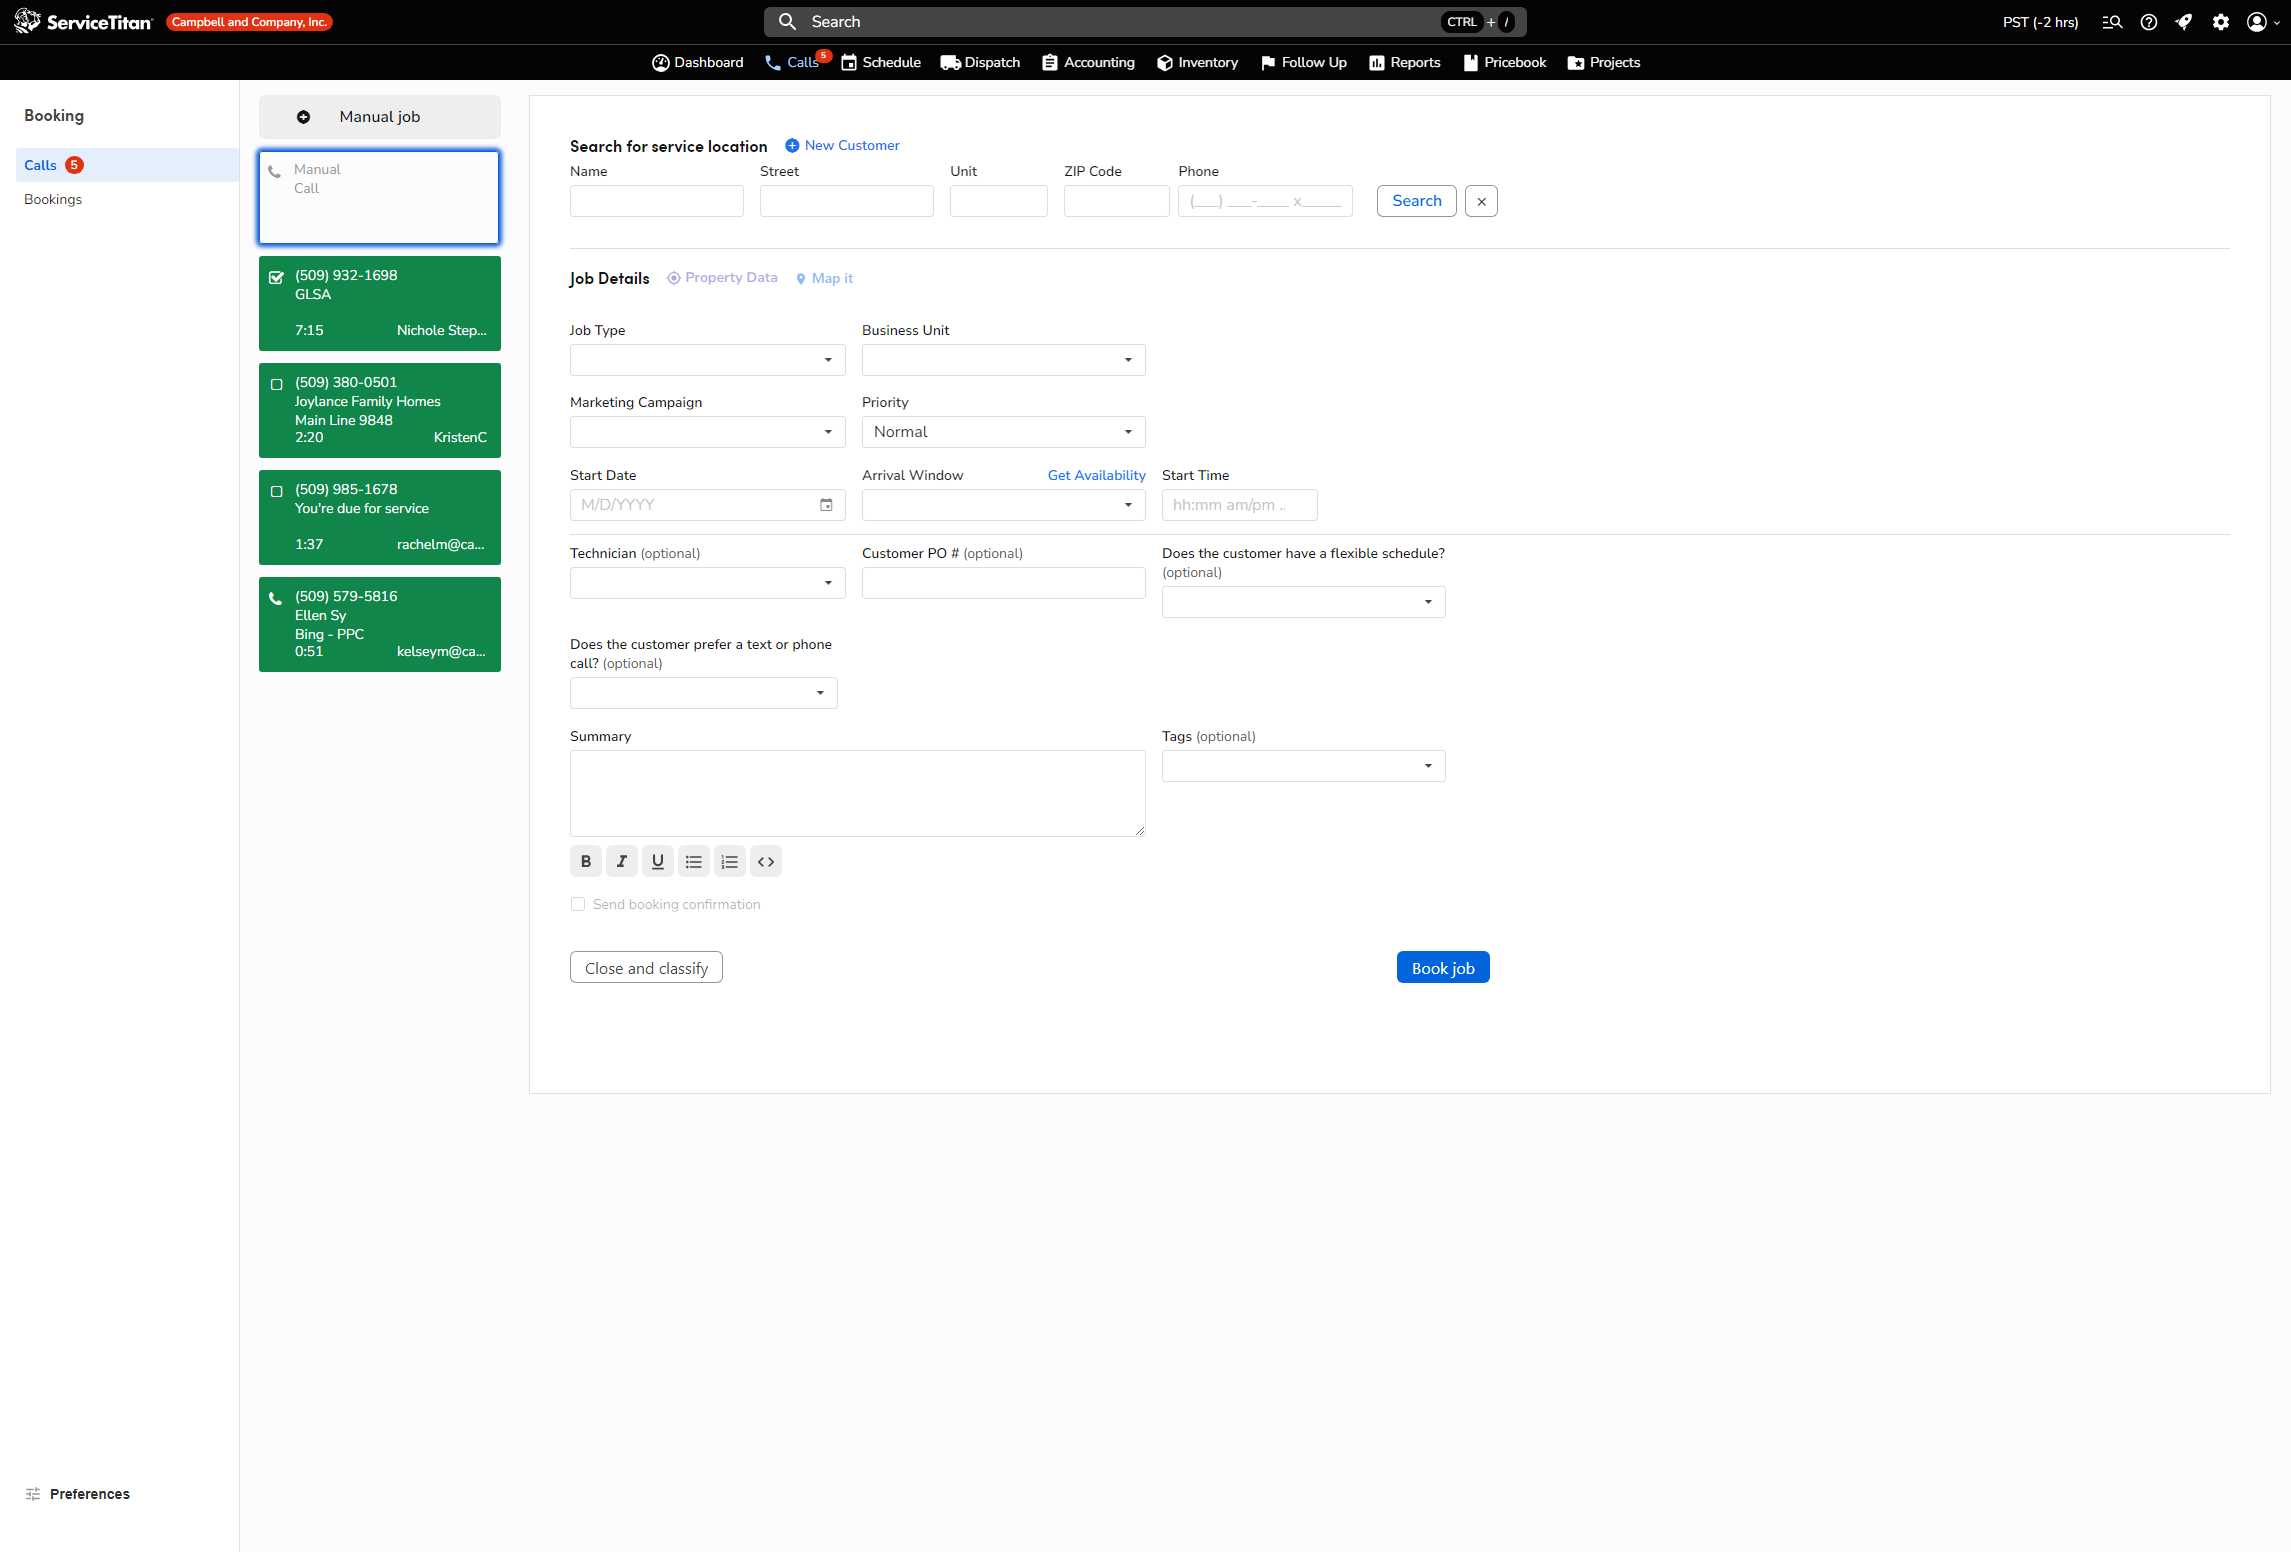 ServiceTitan
Campbell and Company, Inc.
Search
CTRL + /
PST (-2 hrs)
Dashboard
Calls 5
Schedule
Dispatch
Accounting
Inventory
Follow Up
Reports
Pricebook
Projects
Booking
Calls 5
Bookings
Preferences
Manual job
Manual
Call
(509) 932-1698
GLSA
7:15 Nichole Step...
(509) 380-0501
Joylance Family Homes
Main Line 9848
2:20 KristenC
(509) 985-1678
You're due for service
1:37 rachelm@ca...
(509) 579-5816
Ellen Sy
Bing - PPC
0:51 kelseym@ca...
Search for service location New Customer
Name Street Unit ZIP Code Phone
(___) ___-____ x_____ Search ×
Job Details Property Data Map it
Job Type Business Unit
Marketing Campaign Priority
Normal
Start Date Arrival Window Get Availability Start Time
M/D/YYYY hh:mm am/pm ..
Technician (optional) Customer PO # (optional) Does the customer have a flexible schedule?
(optional)
Does the customer prefer a text or phone
call? (optional)
Summary Tags (optional)
B I U
Send booking confirmation
Close and classify Book job